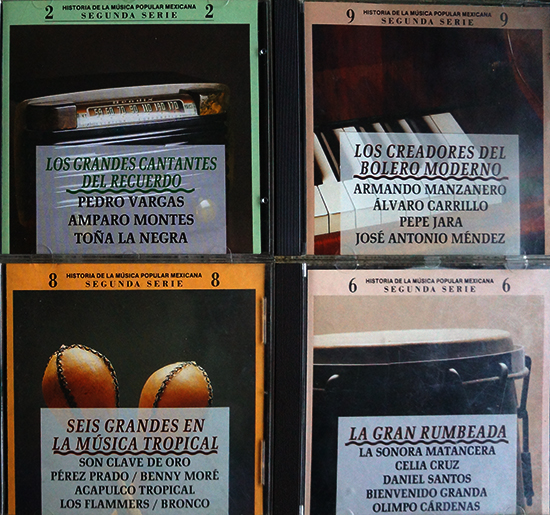 2 HISTORIA DE LA MÚSICA POPULAR MEXICANA 2
SEGUNDA SERIE
LOS GRANDES CANTANTES
DEL RECUERDO
PEDRO VARGAS
AMPARO MONTES
TOÑA LA NEGRA
9 HISTORIA DE LA MÚSICA POPULAR MEXICANA 9
SEGUNDA SERIE
LOS CREADORES DEL
BOLERO MODERNO
ARMANDO MANZANERO
ÁLVARO CARRILLO
PEPE JARA
JOSÉ ANTONIO MÉNDEZ
8 HISTORIA DE LA MÚSICA POPULAR MEXICANA 8
SEGUNDA SERIE
SEIS GRANDES EN
LA MÚSICA TROPICAL
SON CLAVE DE ORO
PÉREZ PRADO / BENNY MORÉ
ACAPULCO TROPICAL
LOS FLAMMERS / BRONCO
6 HISTORIA DE LA MÚSICA POPULAR MEXICANA 6
SEGUNDA SERIE
LA GRAN RUMBEADA
LA SONORA MATANCERA
CELIA CRUZ
DANIEL SANTOS
BIENVENIDO GRANDA
OLIMPO CÁRDENAS